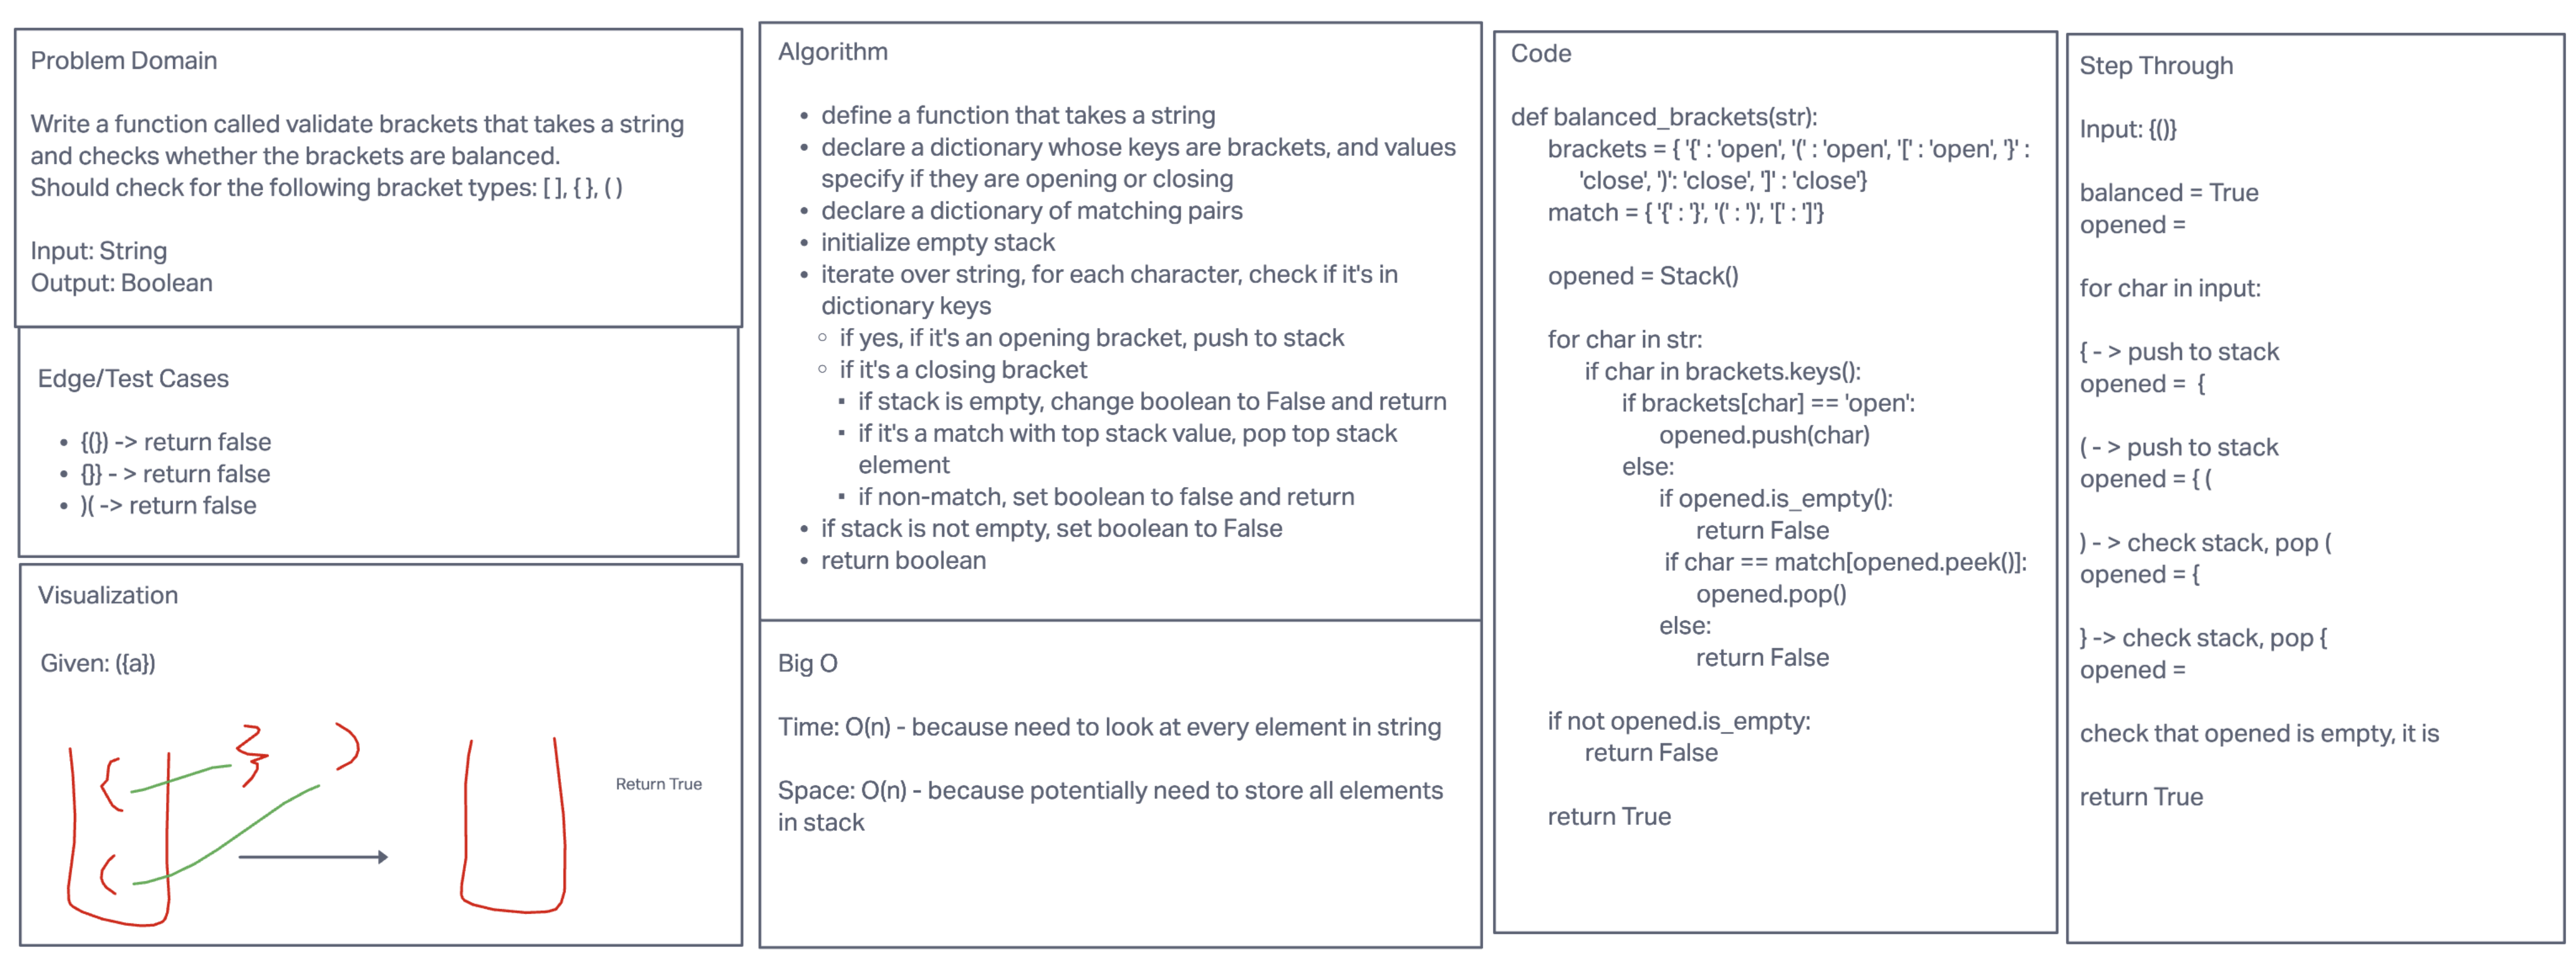 Problem Domain
Write a function called validate brackets that takes a string
and checks whether the brackets are balanced.
Should check for the following bracket types: [ ], { }, ( )
Input: String
Output: Boolean
Edge/Test Cases
• {(}) -> return false
• {}} - > return false
• )( -> return false
Visualization
Given: ({a})
{ } )
(
Return True
Algorithm
• define a function that takes a string
• declare a dictionary whose keys are brackets, and values
specify if they are opening or closing
• declare a dictionary of matching pairs
• initialize empty stack
• iterate over string, for each character, check if it's in
dictionary keys
◦ if yes, if it's an opening bracket, push to stack
◦ if it's a closing bracket
▪ if stack is empty, change boolean to False and return
▪ if it's a match with top stack value, pop top stack
element
▪ if non-match, set boolean to false and return
• if stack is not empty, set boolean to False
• return boolean
Big O
Time: O(n) - because need to look at every element in string
Space: O(n) - because potentially need to store all elements
in stack
Code
def balanced_brackets(str):
brackets = { '{' : 'open', '(' : 'open', '[' : 'open', '}' :
'close', ')': 'close', ']' : 'close'}
match = { '{' : '}', '(' : ')', '[' : ']'}
opened = Stack()
for char in str:
if char in brackets.keys():
if brackets[char] == 'open':
opened.push(char)
else:
if opened.is_empty():
return False
if char == match[opened.peek()]:
opened.pop()
else:
return False
if not opened.is_empty:
return False
return True
Step Through
Input: {()}
balanced = True
opened =
for char in input:
{ - > push to stack
opened = {
( - > push to stack
opened = { (
) - > check stack, pop (
opened = {
} -> check stack, pop {
opened =
check that opened is empty, it is
return True